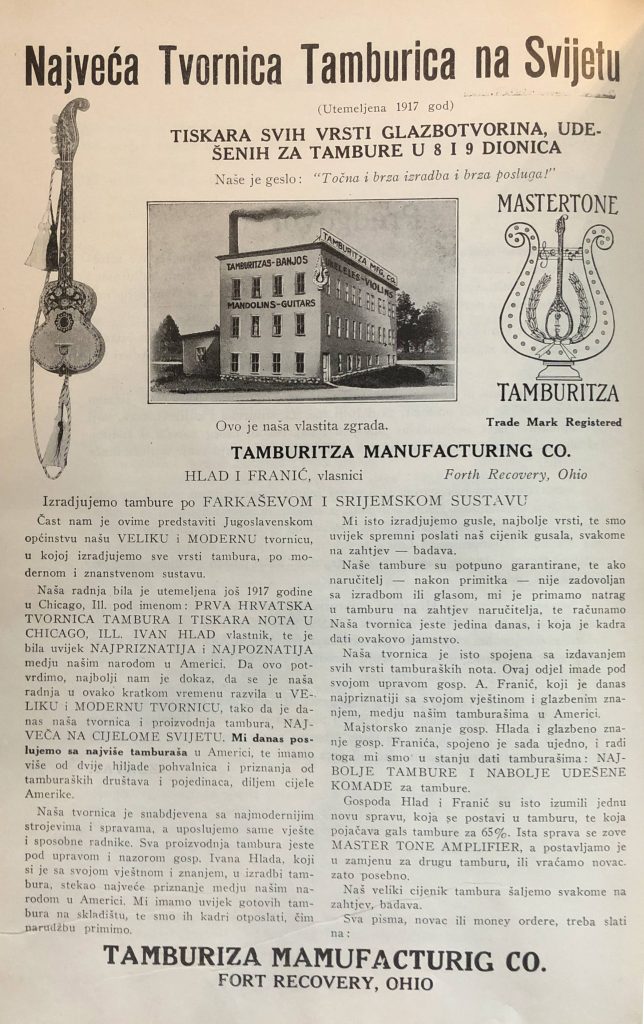 Najveća Tvornica Tamburica na Svijetu
(Utemeljena 1917 god)
TISKARA SVIH VRSTI GLAZBOTVORINA, UDE-
ŠENIH ZA TAMBURE U 8 I 9 DIONICA
Naše je geslo: "Točna i brza izradba i brza posluga!"
TAMBURITZA MFG. CO.
TAMBURITZAS-BANJOS
UKELELES-VIOLINS
MANDOLINS-GUITARS
MASTERTONE
TAMBURITZA
Trade Mark Registered
Ovo je naša vlastita zgrada.
TAMBURITZA MANUFACTURING CO.
HLAD I FRANIĆ, vlasnici Forth Recovery, Ohio
Izradjujemo tambure po FARKAŠEVOM I SRIJEMSKOM SUSTAVU
Čast nam je ovime predstaviti Jugoslavenskom
općinstvu našu VELIKU i MODERNU tvornicu,
u kojoj izradjujemo sve vrsti tambura, po mo-
dernom i znanstvenom sustavu.
Naša radnja bila je utemeljena još 1917 godine
u Chicago, Ill. pod imenom: PRVA HRVATSKA
TVORNICA TAMBURA I TISKARA NOTA U
CHICAGO, ILL. IVAN HLAD vlastnik, te je
bila uvijek NAJPRIZNATIJA i NAJPOZNATIJA
medju našim narodom u Americi. Da ovo pot-
vrdimo, najbolji nam je dokaz, da se je naša
radnja u ovako kratkom vremenu razvila u VE-
LIKU i MODERNU TVORNICU, tako da je da-
nas naša tvornica i proizvodnja tambura, NAJ-
VEČA NA CIJELOME SVIJETU. Mi danas pos-
lujemo sa najviše tamburaša u Americi, te imamo
više od dvije hiljade pohvalnica i priznanja od
tamburaških društava i pojedinaca, diljem cijele
Amerike.
Naša tvornica je snabdjevena sa najmodernijim
strojevima i spravama, a uposlujemo same vješte
i sposobne radnike. Sva proizvodnja tambura jeste
pod upravom i nazorom gosp. Ivana Hlada, koji
si je sa svojom vještnom i znanjem, u izradbi tam-
bura, stekao najveće priznanje medju našim na-
rodom u Americi. Mi imamo uvijek gotovih tam-
bura na skladištu, te smo ih kadri otposlati, čim
narudžbu primimo.
Mi isto izradjujemo gusle, najbolje vrsti, te smo
uvijek spremni poslati naš cijenik gusala, svakome
na zahtjev — badava.
Naše tambure su potpuno garantirane, te ako
naručitelj — nakon primitka — nije zadovoljan
sa izradbom ili glasom, mi je primamo natrag
u tamburu na zahtjev naručitelja, te računamo
Naša tvornica jeste jedina danas, i koja je kadra
dati ovakovo jamstvo.
Naša tvornica je isto spojena sa izdavanjem
svih vrsti tamburaških nota. Ovaj odjel imade pod
svojom upravom gosp. A. Franić, koji je danas
najpriznatiji sa svojom vještinom i glazbenim zna-
njem, medju našim tamburašima u Americi.
Majstorsko znanje gosp. Hlada i glazbeno zna-
nje gosp. Franića, spojeno je sada ujedno, i radi
toga mi smo u stanju dati tamburašima: NAJ-
BOLJE TAMBURE I NABOLJE UDEŠENE
KOMADE za tambure.
Gospoda Hlad i Franić su isto izumili jednu
novu spravu, koja se postavi u tamburu, te koja
pojačava gals tambure za 65%. Ista sprava se zove
MASTER TONE AMPLIFIER, a postavljamo je
u zamjenu za drugu tamburu, ili vraćamo novac.
zato posebno.
Naš veliki cijenik tambura šaljemo svakome na
zahtjev, badava.
Sva pisma, novac ili money ordere, treba slati
na:
TAMBURIZA MAMUFACTURIG CO.
FORT RECOVERY, OHIO